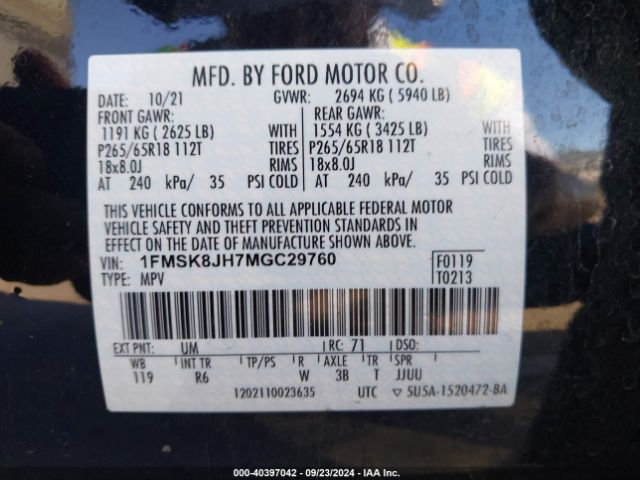 MFD. BY FORD MOTOR CO.
DATE: 10/21 GVWR: 2694 KG ( 5940 LB)
FRONT GAWR: REAR GAWR:
1191 KG ( 2625 LB) WITH 1554 KG ( 3425 LB) WITH
P265/65R18 112T TIRES P265/65R18 112T TIRES
18x8.0J RIMS 18x8.0J RIMS
AT 240 kPa/ 35 PSI COLD AT 240 kPa/ 35 PSI COLD
THIS VEHICLE CONFORMS TO ALL APPLICABLE FEDERAL MOTOR
VEHICLE SAFETY AND THEFT PREVENTION STANDARDS IN
EFFECT ON THE DATE OF MANUFACTURE SHOWN ABOVE.
VIN: 1FMSK8JH7MGC29760 F0119
TYPE: MPV T0213
EXT PNT: UM RC: 71 DSO:
WB INT TR TP/PS R AXLE TR SPR
119 R6 W 3B T JJUU
1202110023635 UTC ▽ 5U5A-1520472-BA
000-40397042 - 09/23/2024 - IAA Inc.